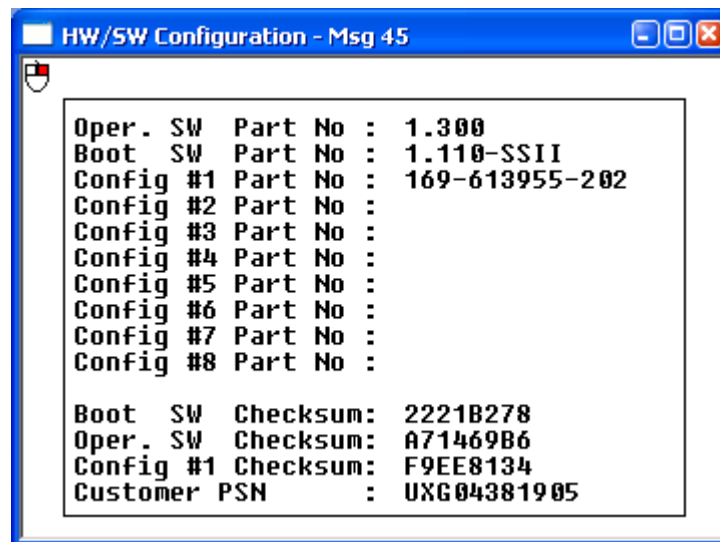 HW/SW Configuration - Msg 45
Oper. SW Part No : 1.300
Boot SW Part No : 1.110-SSII
Config #1 Part No : 169-613955-202
Config #2 Part No :
Config #3 Part No :
Config #4 Part No :
Config #5 Part No :
Config #6 Part No :
Config #7 Part No :
Config #8 Part No :
Boot SW Checksum: 2221B278
Oper. SW Checksum: A71469B6
Config #1 Checksum: F9EE8134
Customer PSN : UXG04381905